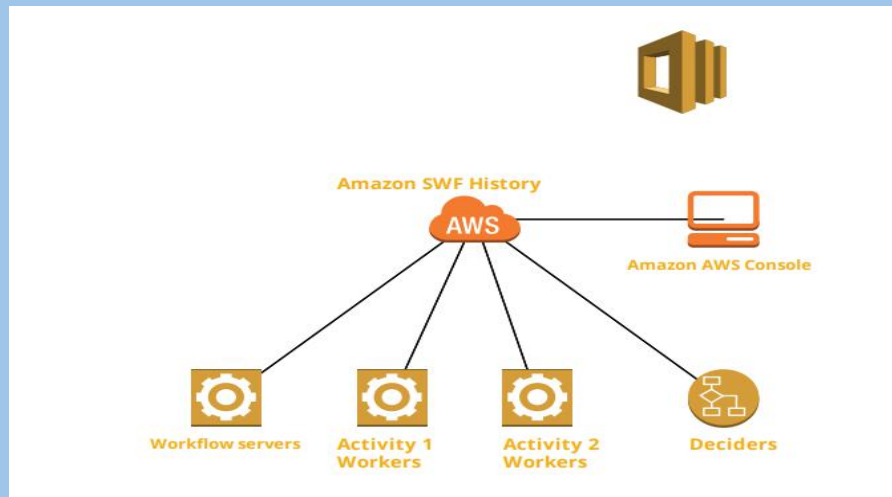 Amazon SWF History
AWS
Amazon AWS Console
Workflow servers
Activity 1
Workers
Activity 2
Workers
Deciders